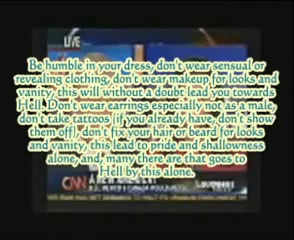 LIVE
Be humble in your dress, don't wear sensual or
revealing clothing, don't wear makeup for looks and
vanity, this will without a doubt lead you towards
Hell. Don't wear earrings especially not as a male,
don't take tattoos (if you already have, don't show
them off), don't fix your hair or beard for looks
and vanity, this lead to pride and shallowness
alone, and, many there are that goes to
Hell by this alone.
CNN